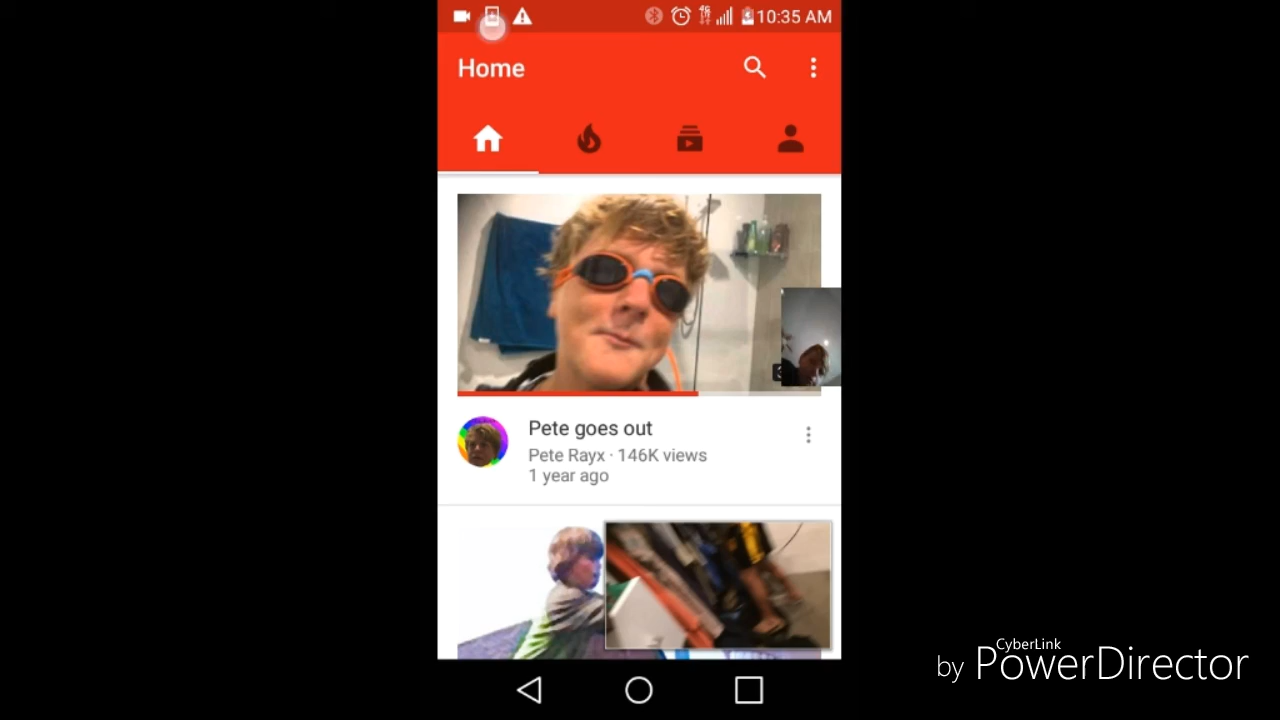 10:35 AM
Home
Pete goes out
Pete Rayx · 146K views
1 year ago
CyberLink
by PowerDirector